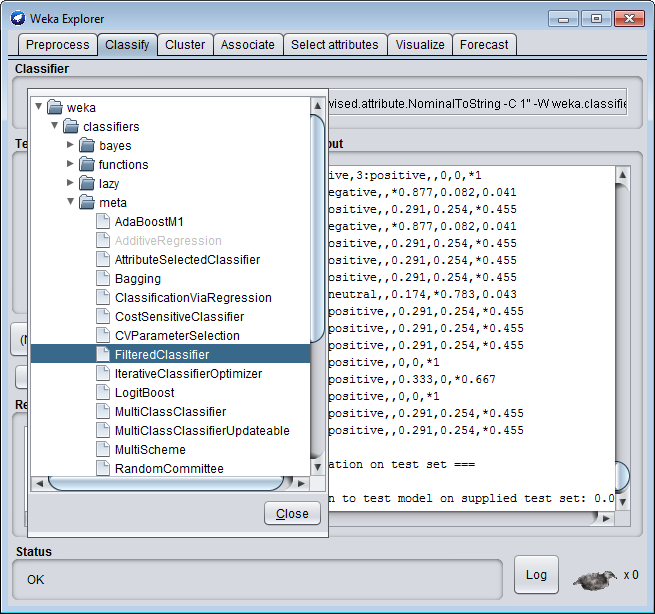 Weka Explorer
Preprocess Classify Cluster Associate Select attributes Visualize Forecast
Classifier
vised.attribute.NominalToString -C 1" -W weka.classifie
weka
classifiers
bayes
functions
lazy
meta
AdaBoostM1
AdditiveRegression
AttributeSelectedClassifier
Bagging
ClassificationViaRegression
CostSensitiveClassifier
CVParameterSelection
FilteredClassifier
IterativeClassifierOptimizer
LogitBoost
MultiClassClassifier
MultiClassClassifierUpdateable
MultiScheme
RandomCommittee
Close
Te
(N
Re
put
ive,3:positive,,0,0,*1
egative,,*0.877,0.082,0.041
ositive,,0.291,0.254,*0.455
egative,,*0.877,0.082,0.041
ositive,,0.291,0.254,*0.455
ositive,,0.291,0.254,*0.455
ositive,,0.291,0.254,*0.455
neutral,,0.174,*0.783,0.043
positive,,0.291,0.254,*0.455
positive,,0.291,0.254,*0.455
positive,,0.291,0.254,*0.455
positive,,0,0,*1
positive,,0.333,0,*0.667
positive,,0,0,*1
positive,,0.291,0.254,*0.455
positive,,0.291,0.254,*0.455
ation on test set ===
n to test model on supplied test set: 0.0
Status
OK
Log
x 0